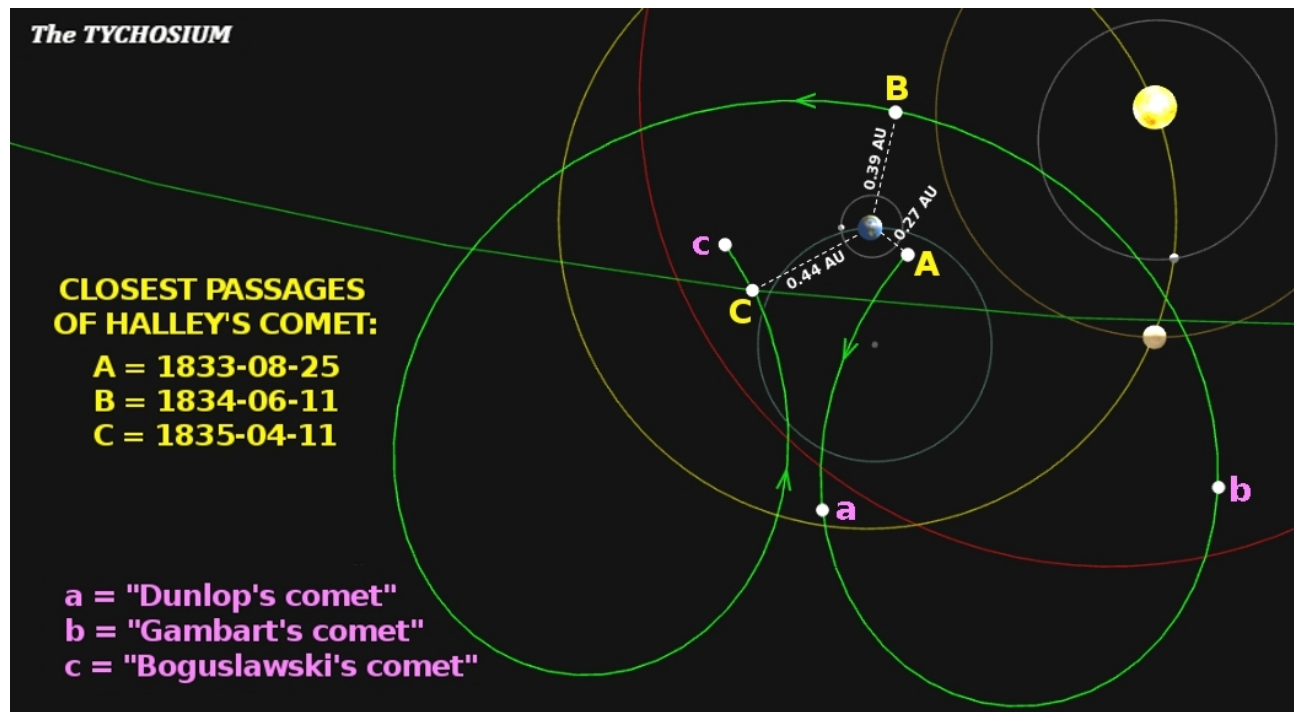 The TYCHOSIUM
B
0.39 AU
0.27 AU
c
A
0.44 AU
C
CLOSEST PASSAGES
OF HALLEY'S COMET:
A = 1833-08-25
B = 1834-06-11
C = 1835-04-11
b
a
a = "Dunlop's comet"
b = "Gambart's comet"
c = "Boguslawski's comet"